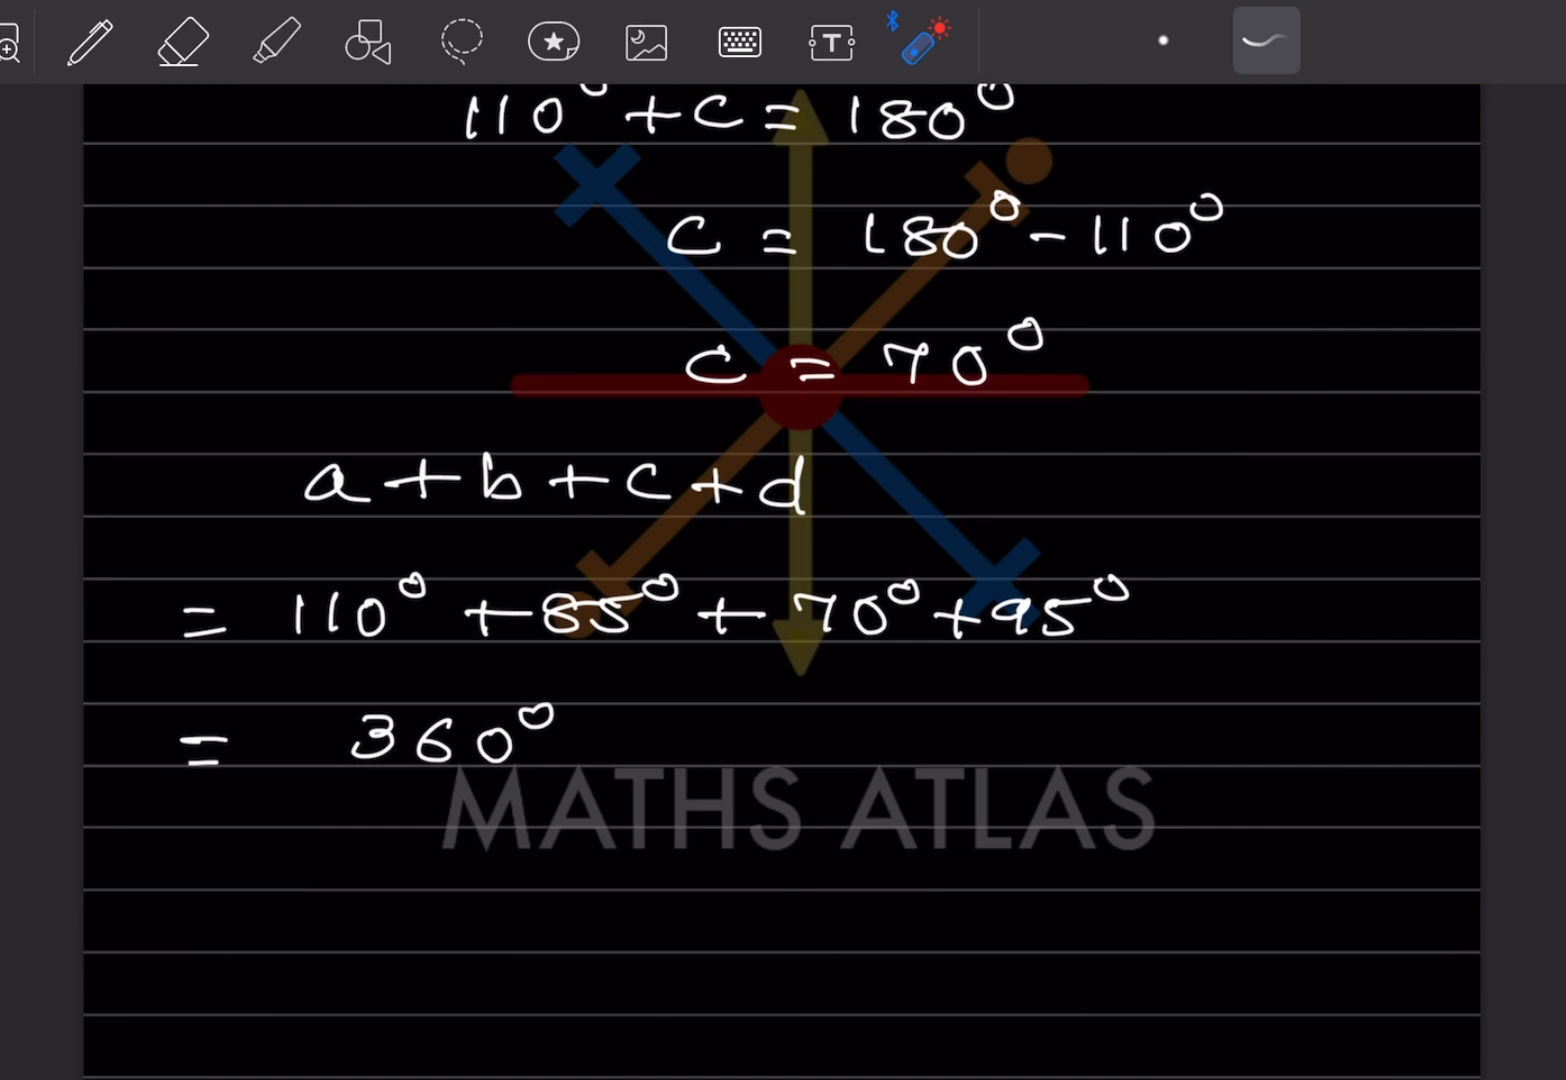 110° + c = 180°
c = 180° - 110°
c = 70°
a + b + c + d
= 110° + 85° + 70° + 95°
= 360°
MATHS ATLAS